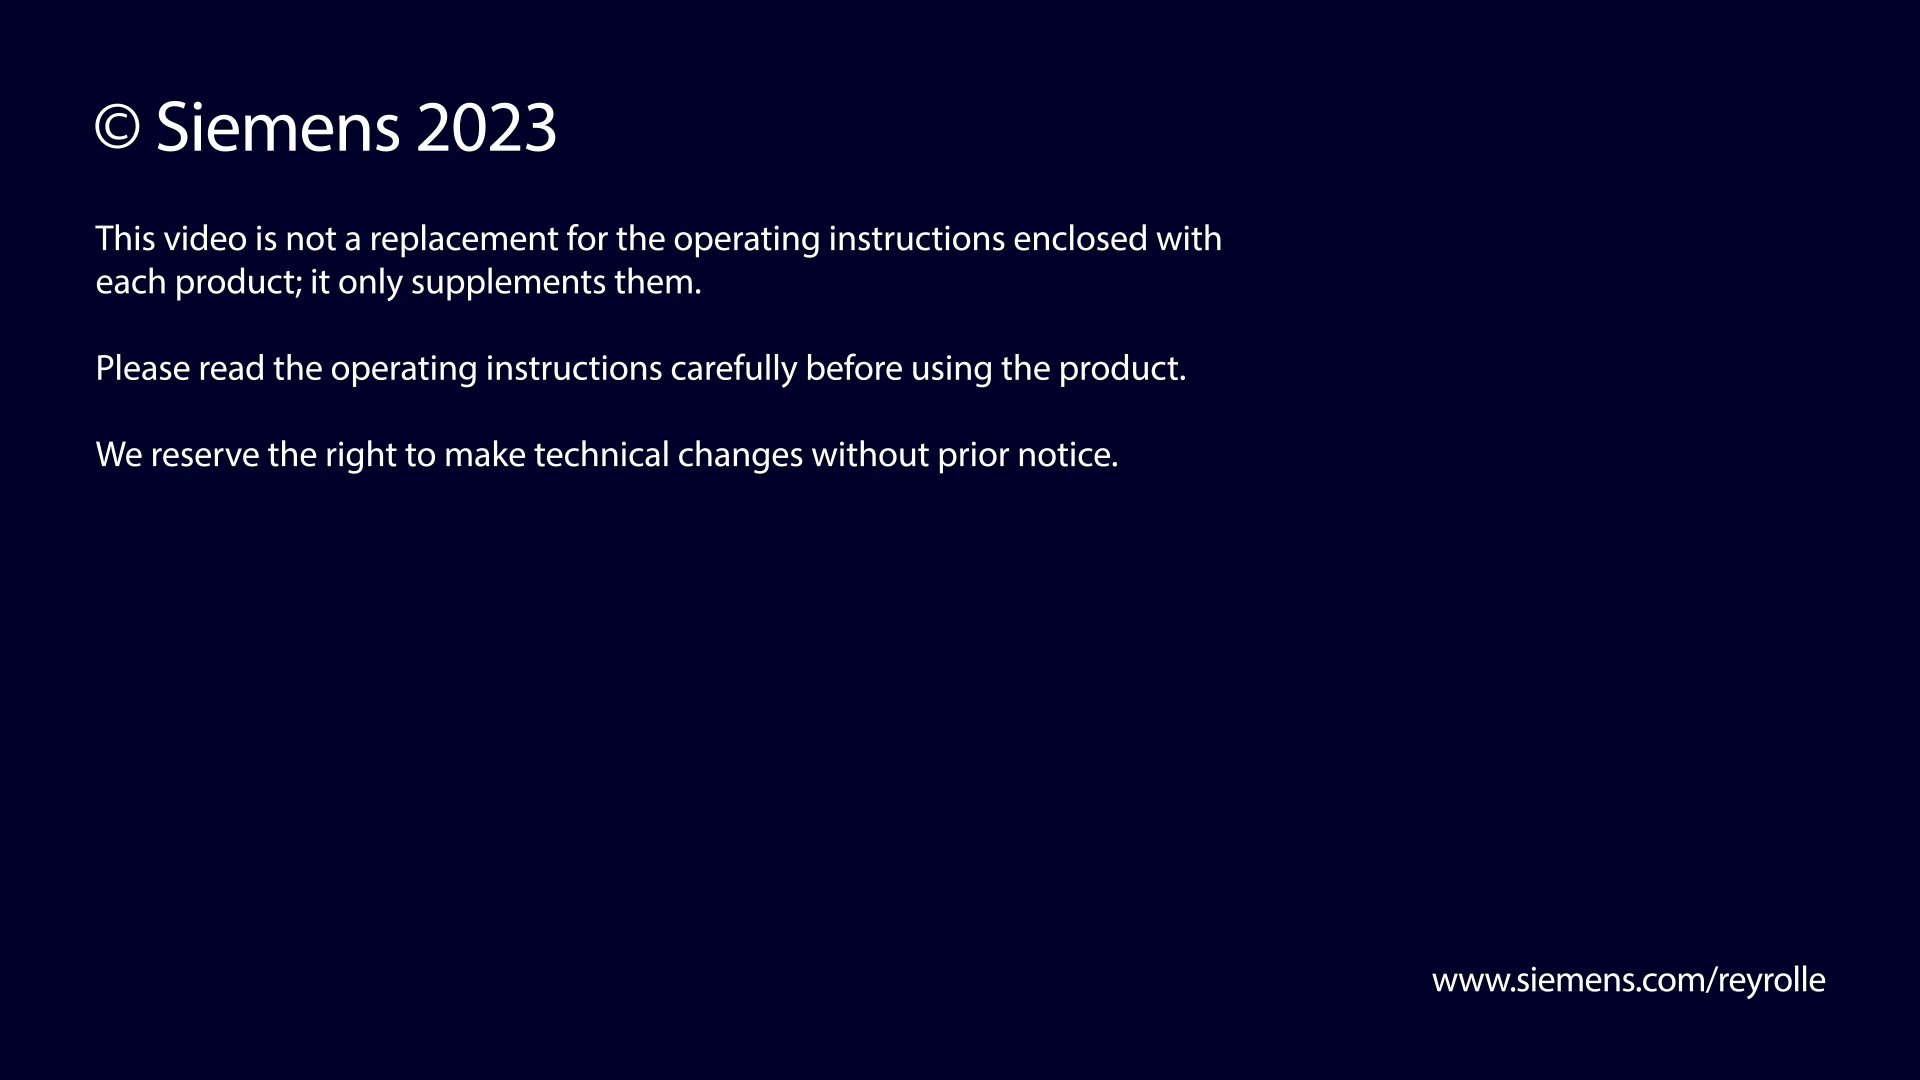 © Siemens 2023
This video is not a replacement for the operating instructions enclosed with
each product; it only supplements them.
Please read the operating instructions carefully before using the product.
We reserve the right to make technical changes without prior notice.
www.siemens.com/reyrolle